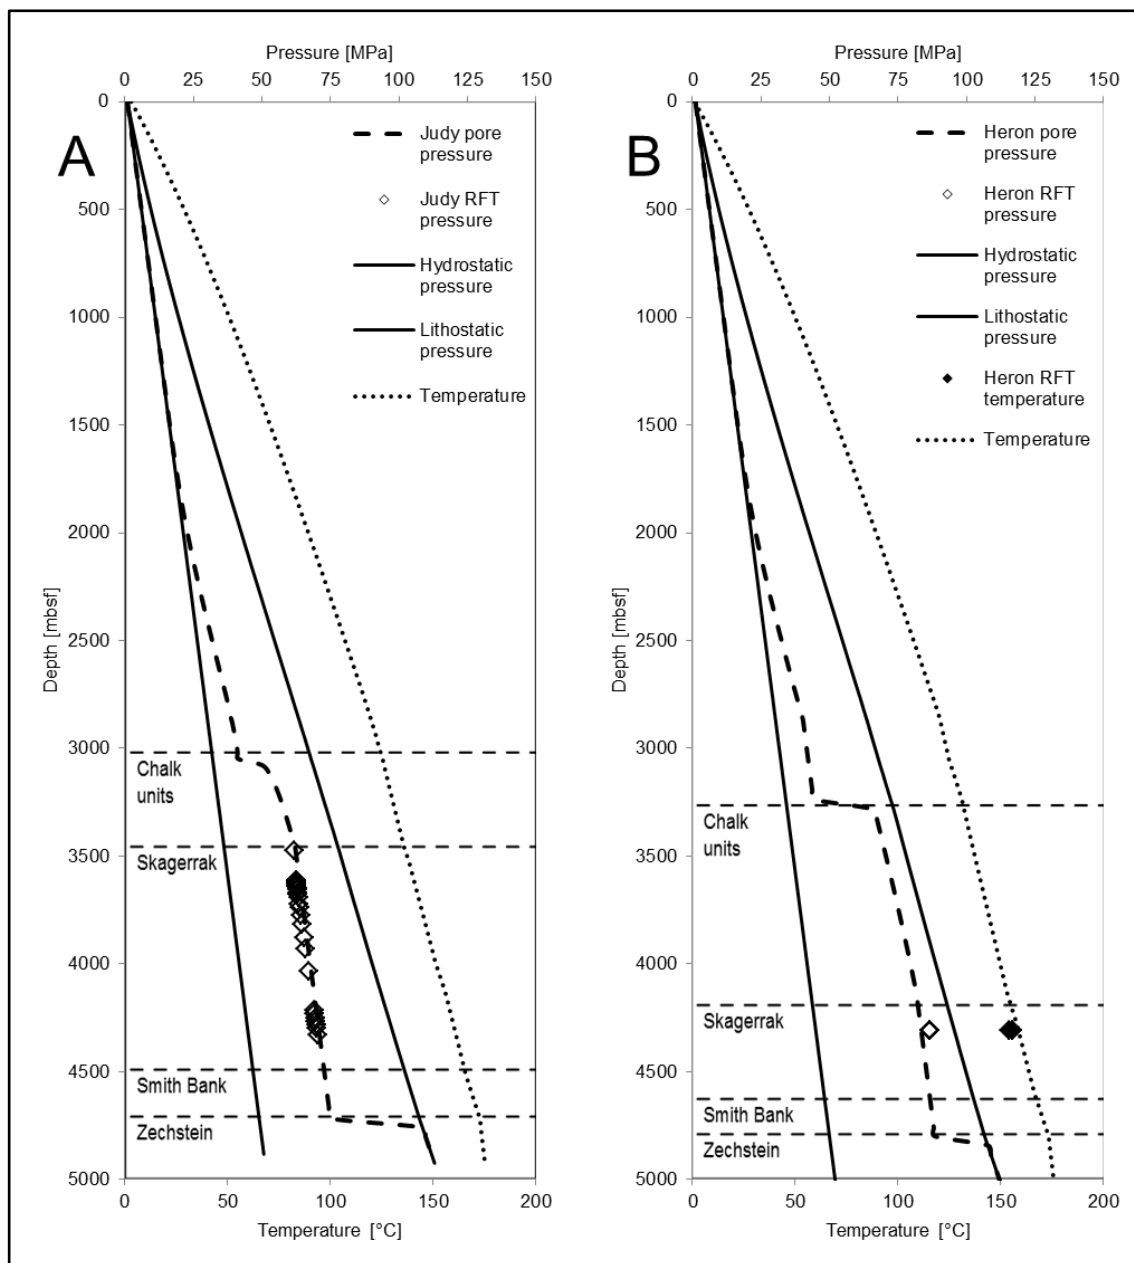 Pressure [MPa]
0 25 50 75 100 125 150
A
Judy pore
pressure
Judy RFT
pressure
Hydrostatic
pressure
Lithostatic
pressure
Temperature
0
500
1000
1500
2000
2500
3000
3500
4000
4500
5000
Depth [mbsf]
Chalk
units
Skagerrak
Smith Bank
Zechstein
0 50 100 150 200
Temperature [°C]
Pressure [MPa]
0 25 50 75 100 125 150
B
Heron pore
pressure
Heron RFT
pressure
Hydrostatic
pressure
Lithostatic
pressure
Heron RFT
temperature
Temperature
0
500
1000
1500
2000
2500
3000
3500
4000
4500
5000
Depth [mbsf]
Chalk
units
Skagerrak
Smith Bank
Zechstein
0 50 100 150 200
Temperature [°C]